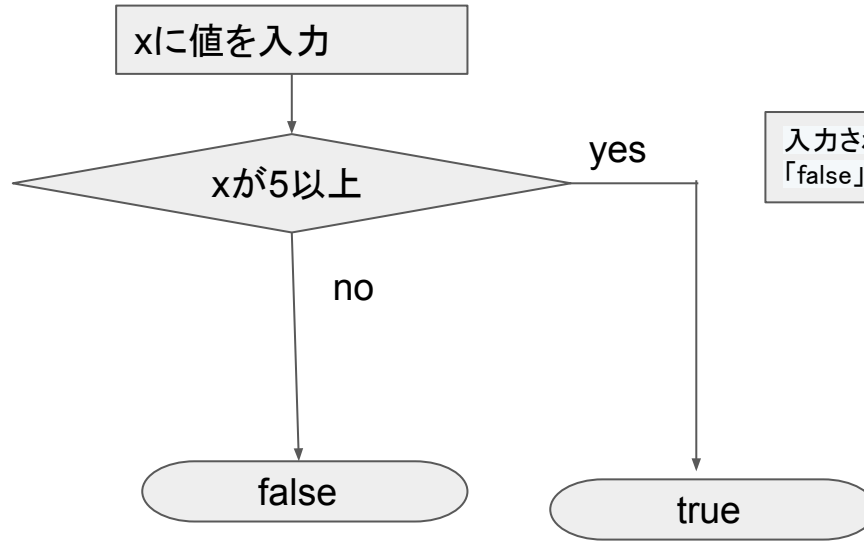 xに値を入力
xが5以上
yes
入力さ
「false」
no
false
true